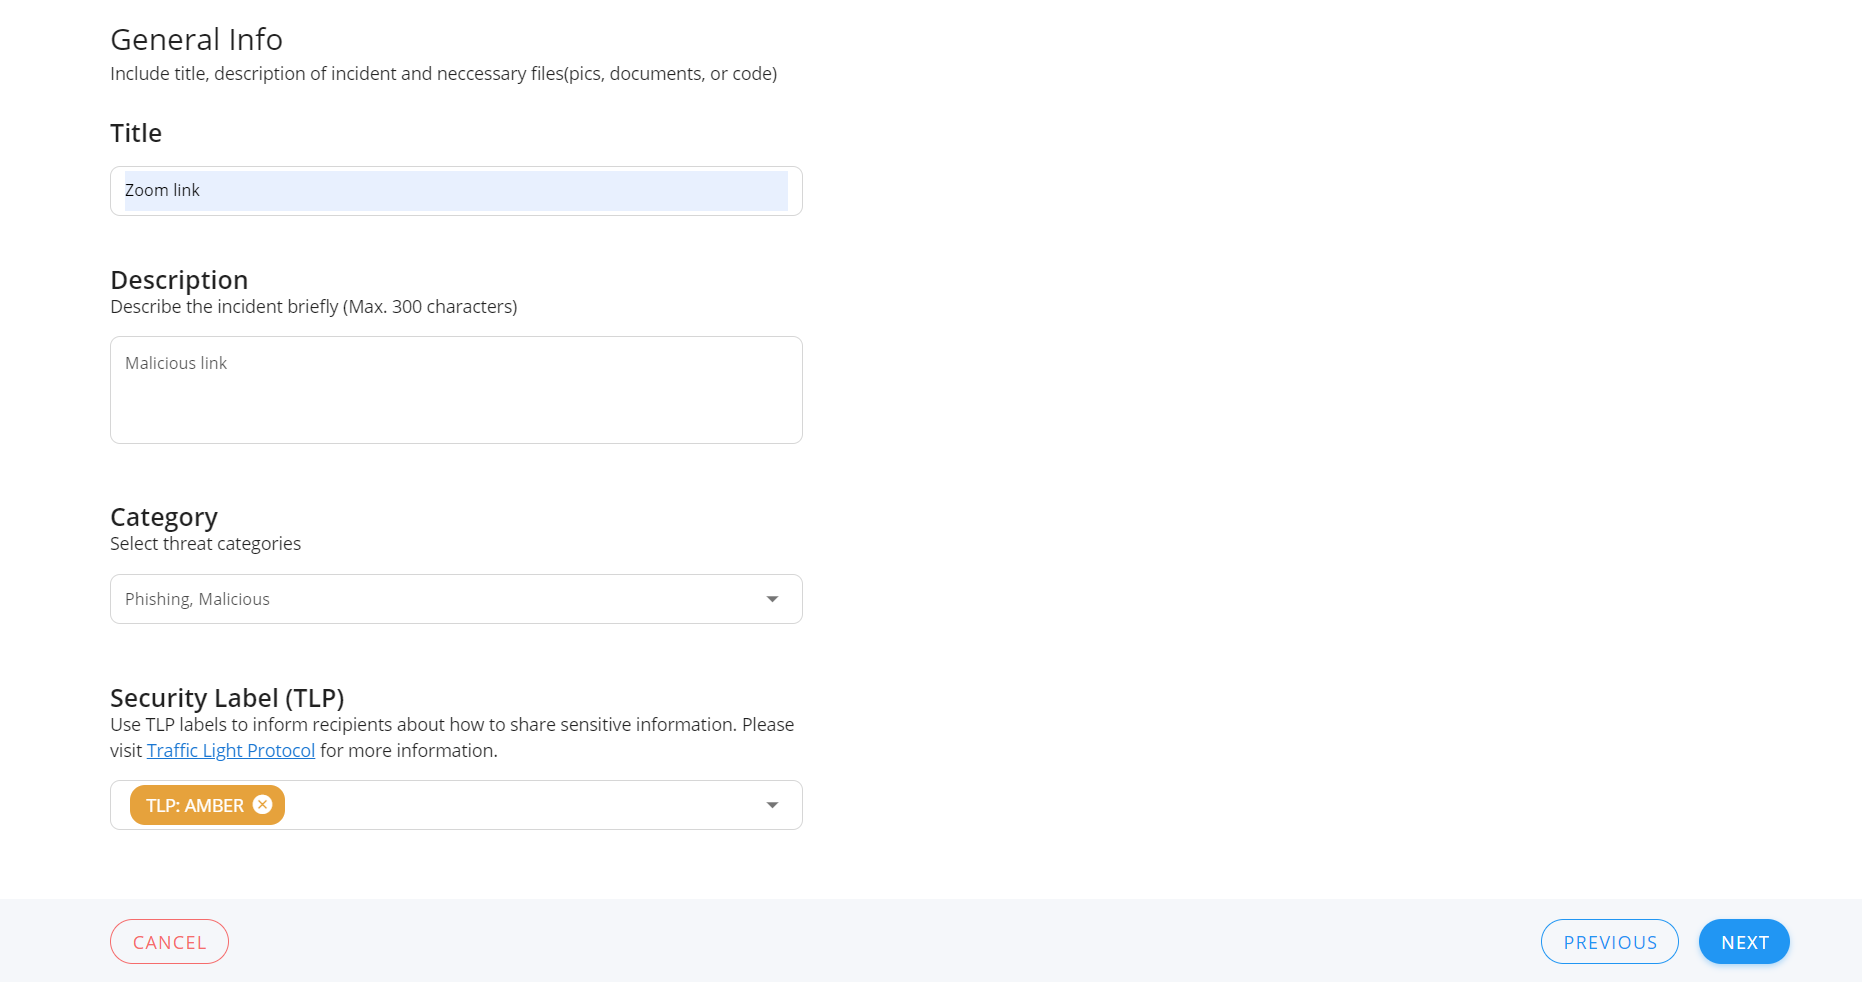 General Info
Include title, description of incident and neccessary files(pics, documents, or code)
Title
Zoom link
Description
Describe the incident briefly (Max. 300 characters)
Malicious link
Category
Select threat categories
Phishing, Malicious
Security Label (TLP)
Use TLP labels to inform recipients about how to share sensitive information. Please
visit Traffic Light Protocol for more information.
TLP: AMBER
CANCEL
PREVIOUS
NEXT